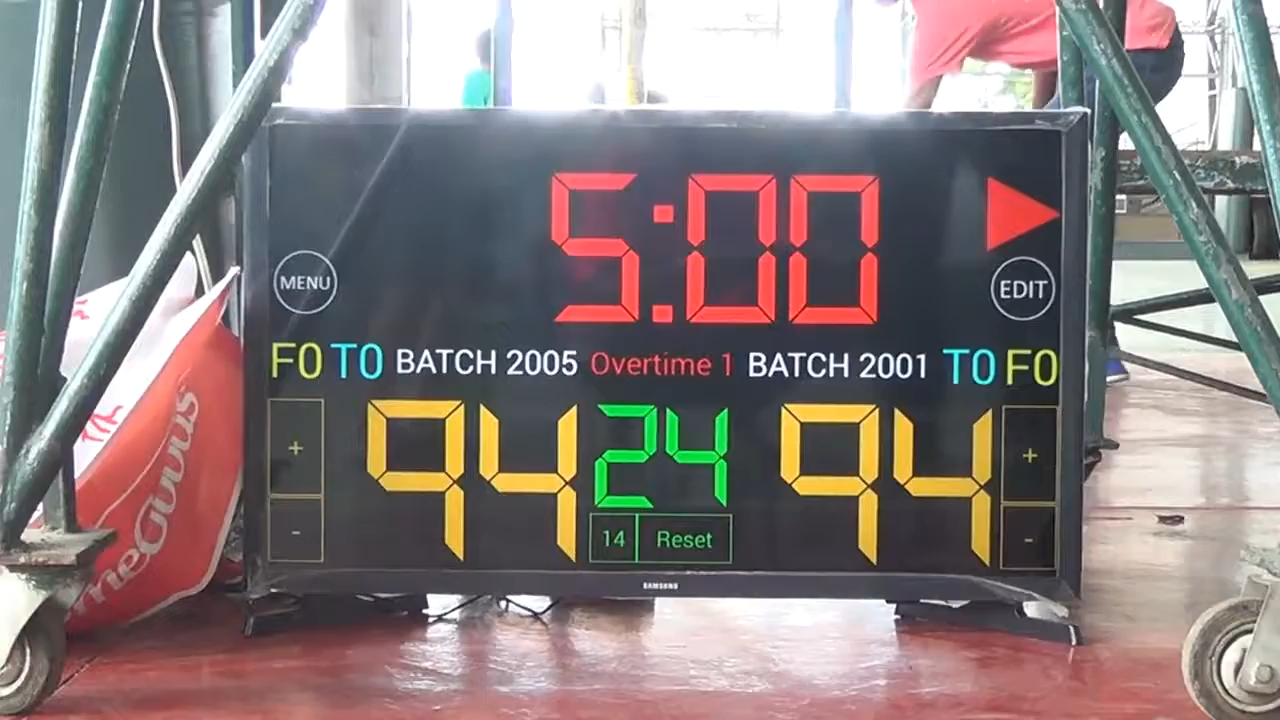 5:00
MENU
EDIT
F0 T0 BATCH 2005 Overtime 1 BATCH 2001 T0 F0
+ 94 24 94 +
- 14 Reset -
SAMSUNG